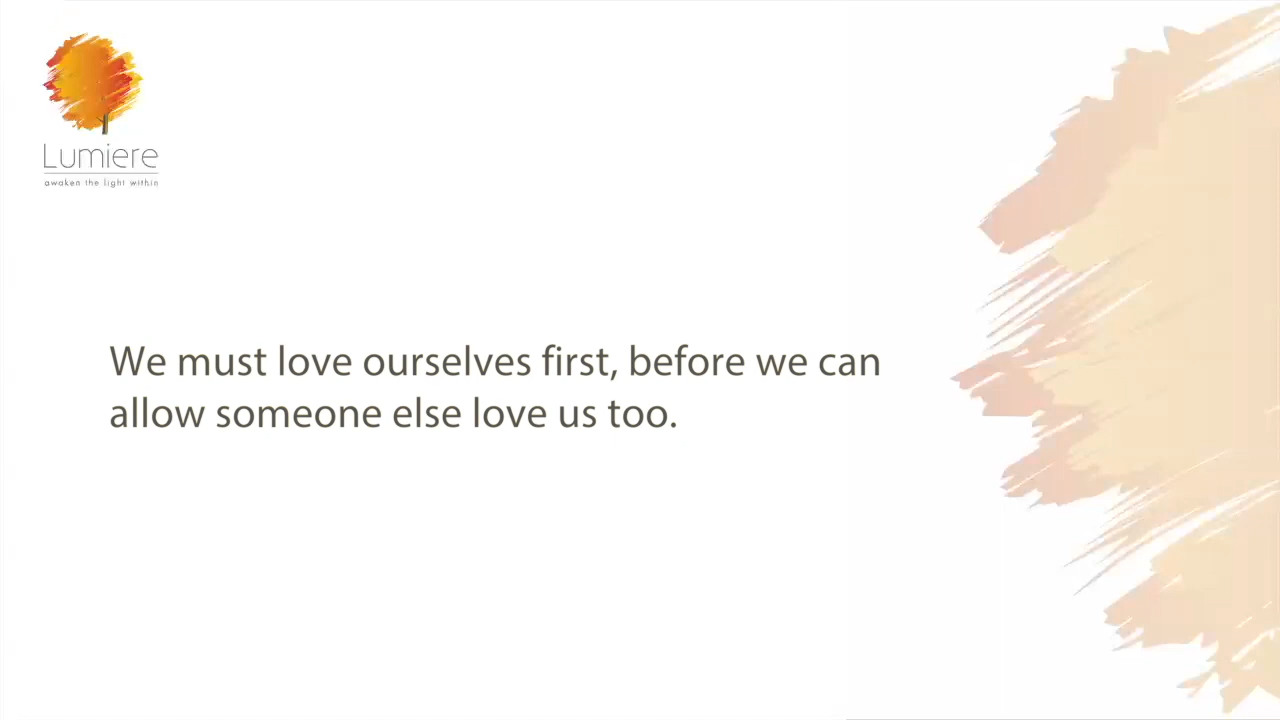 Lumiere
awaken the light within
We must love ourselves first, before we can
allow someone else love us too.